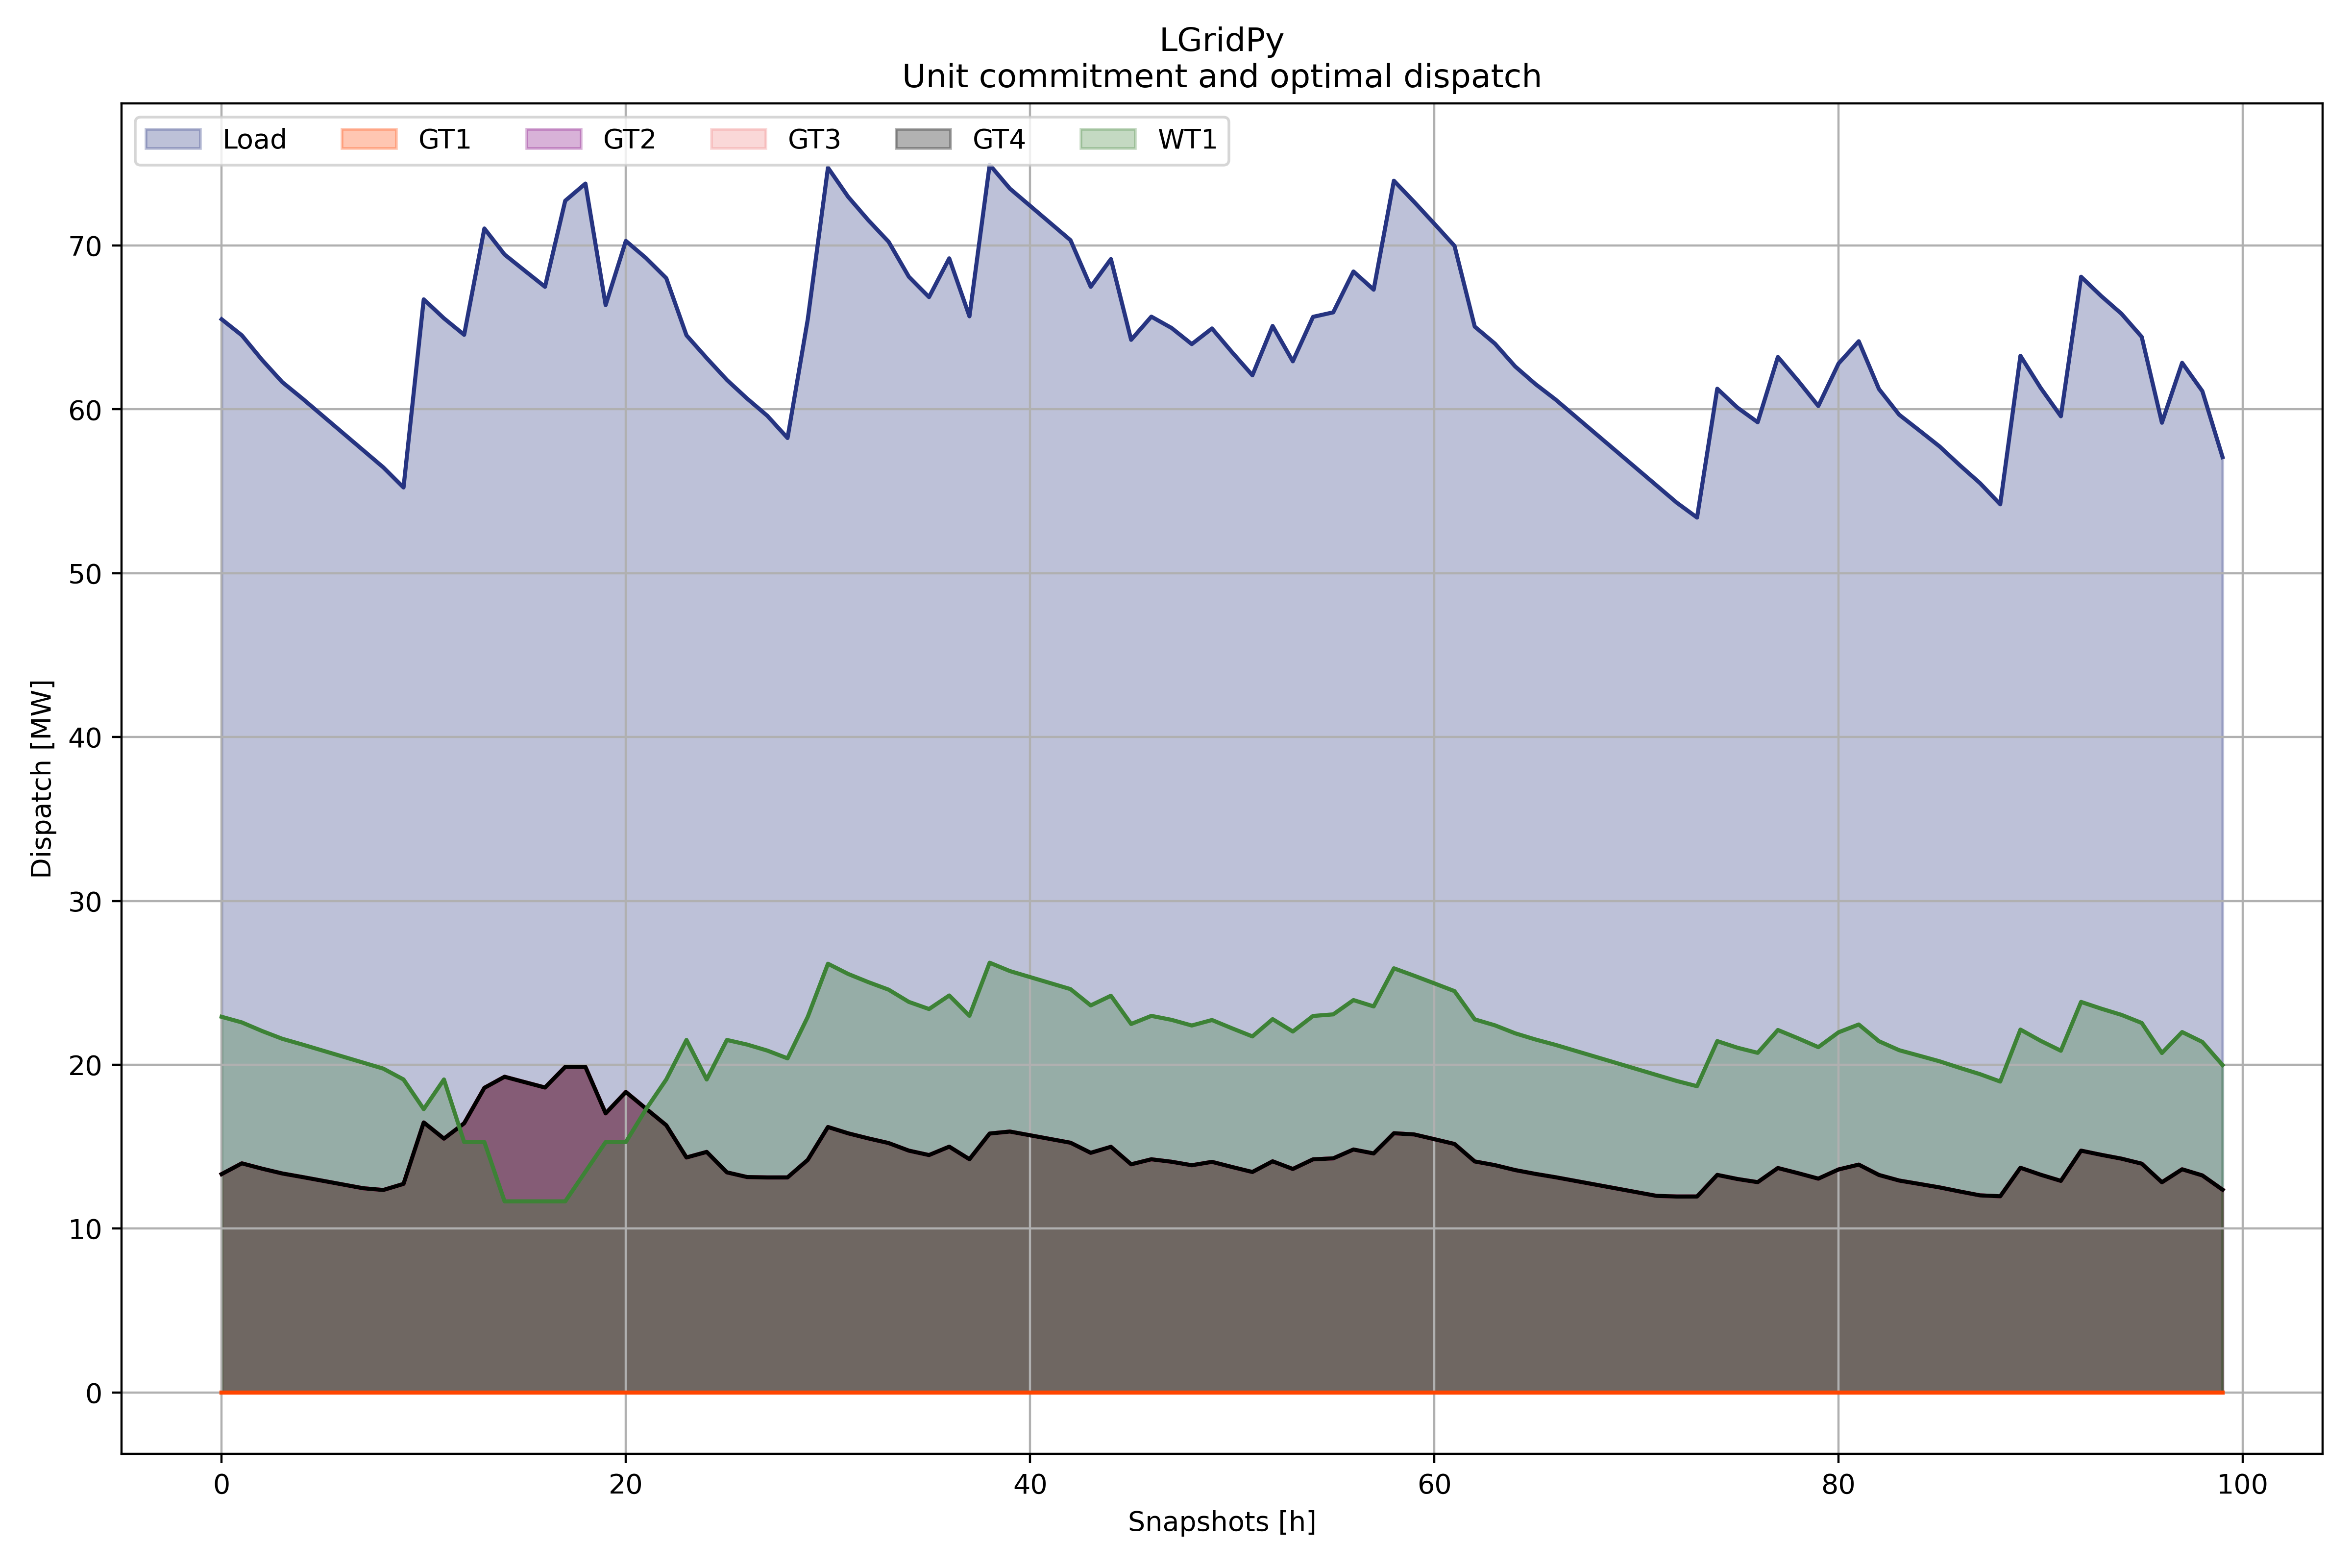 LGridPy
Unit commitment and optimal dispatch
Load GT1 GT2 GT3 GT4 WT1
70
60
50
40
30
20
10
0
Dispatch [MW]
0 20 40 60 80 100
Snapshots [h]